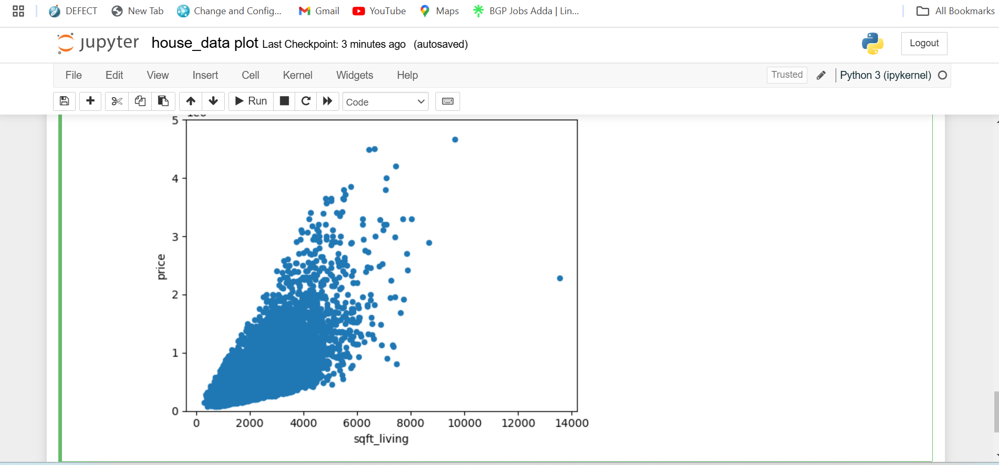 DEFECT New Tab Change and Config... Gmail YouTube Maps BGP Jobs Adda | Lin... All Bookmarks
jupyter house_data plot Last Checkpoint: 3 minutes ago (autosaved) Logout
File Edit View Insert Cell Kernel Widgets Help Trusted Python 3 (ipykernel)
Run Code
5
4
3
price
2
1
0
0 2000 4000 6000 8000 10000 12000 14000
sqft_living